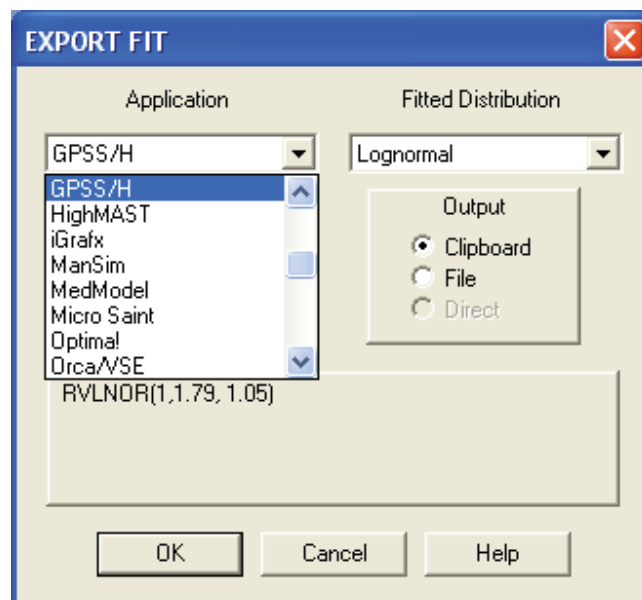 EXPORT FIT
Application
Fitted Distribution
GPSS/H
Lognormal
GPSS/H
HighMAST
iGrafx
ManSim
MedModel
Micro Saint
Optima!
Orca/VSE
Output
Clipboard
File
Direct
RVLNOR(1,1.79, 1.05)
OK
Cancel
Help